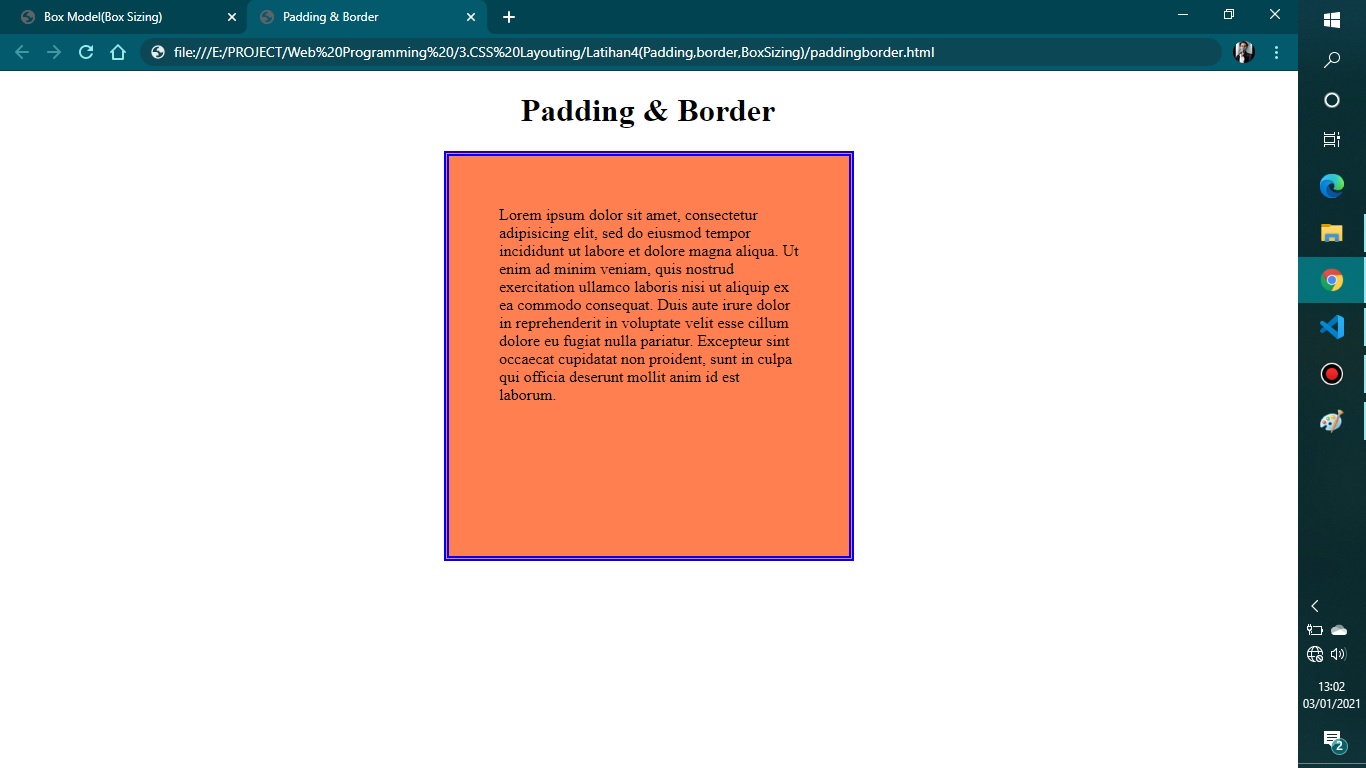 Box Model(Box Sizing)
Padding & Border
file:///E:/PROJECT/Web%20Programming%20/3.CSS%20Layouting/Latihan4(Padding,border,BoxSizing)/paddingborder.html
Padding & Border
Lorem ipsum dolor sit amet, consectetur
adipisicing elit, sed do eiusmod tempor
incididunt ut labore et dolore magna aliqua. Ut
enim ad minim veniam, quis nostrud
exercitation ullamco laboris nisi ut aliquip ex
ea commodo consequat. Duis aute irure dolor
in reprehenderit in voluptate velit esse cillum
dolore eu fugiat nulla pariatur. Excepteur sint
occaecat cupidatat non proident, sunt in culpa
qui officia deserunt mollit anim id est
laborum.
13:02
03/01/2021
2